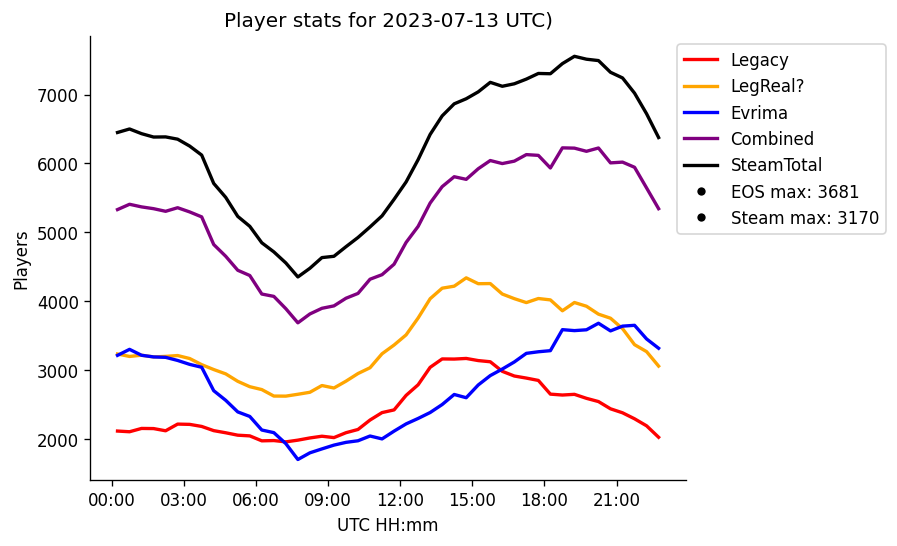 Player stats for 2023-07-13 UTC)
Legacy
LegReal?
Evrima
Combined
SteamTotal
EOS max: 3681
Steam max: 3170
Players
7000
6000
5000
4000
3000
2000
00:00 03:00 06:00 09:00 12:00 15:00 18:00 21:00
UTC HH:mm